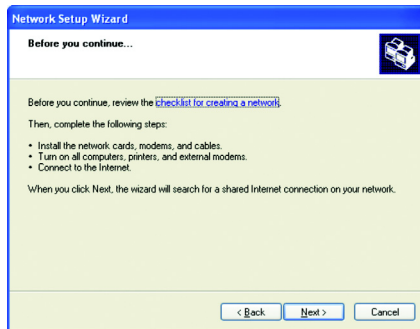 Network Setup Wizard
Before you continue...
Before you continue, review the checklist for creating a network.
Then, complete the following steps:
• Install the network cards, modems, and cables.
• Turn on all computers, printers, and external modems.
• Connect to the Internet.
When you click Next, the wizard will search for a shared Internet connection on your network.
< Back
Next >
Cancel